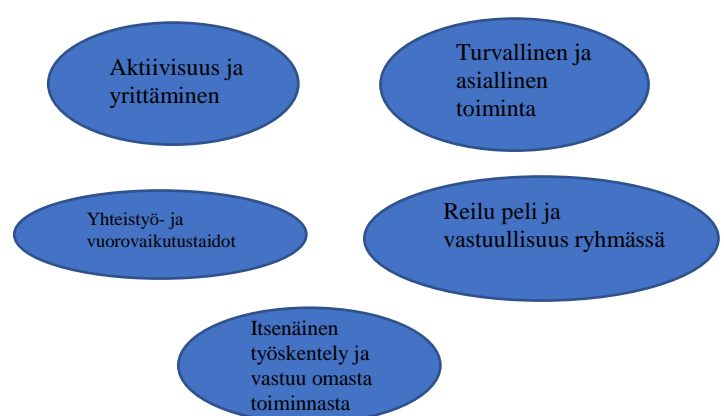 Aktiivisuus ja
yrittäminen
Turvallinen ja
asiallinen
toiminta
Yhteistyö- ja
vuorovaikutustaidot
Reilu peli ja
vastuullisuus ryhmässä
Itsenäinen
työskentely ja
vastuu omasta
toiminnasta